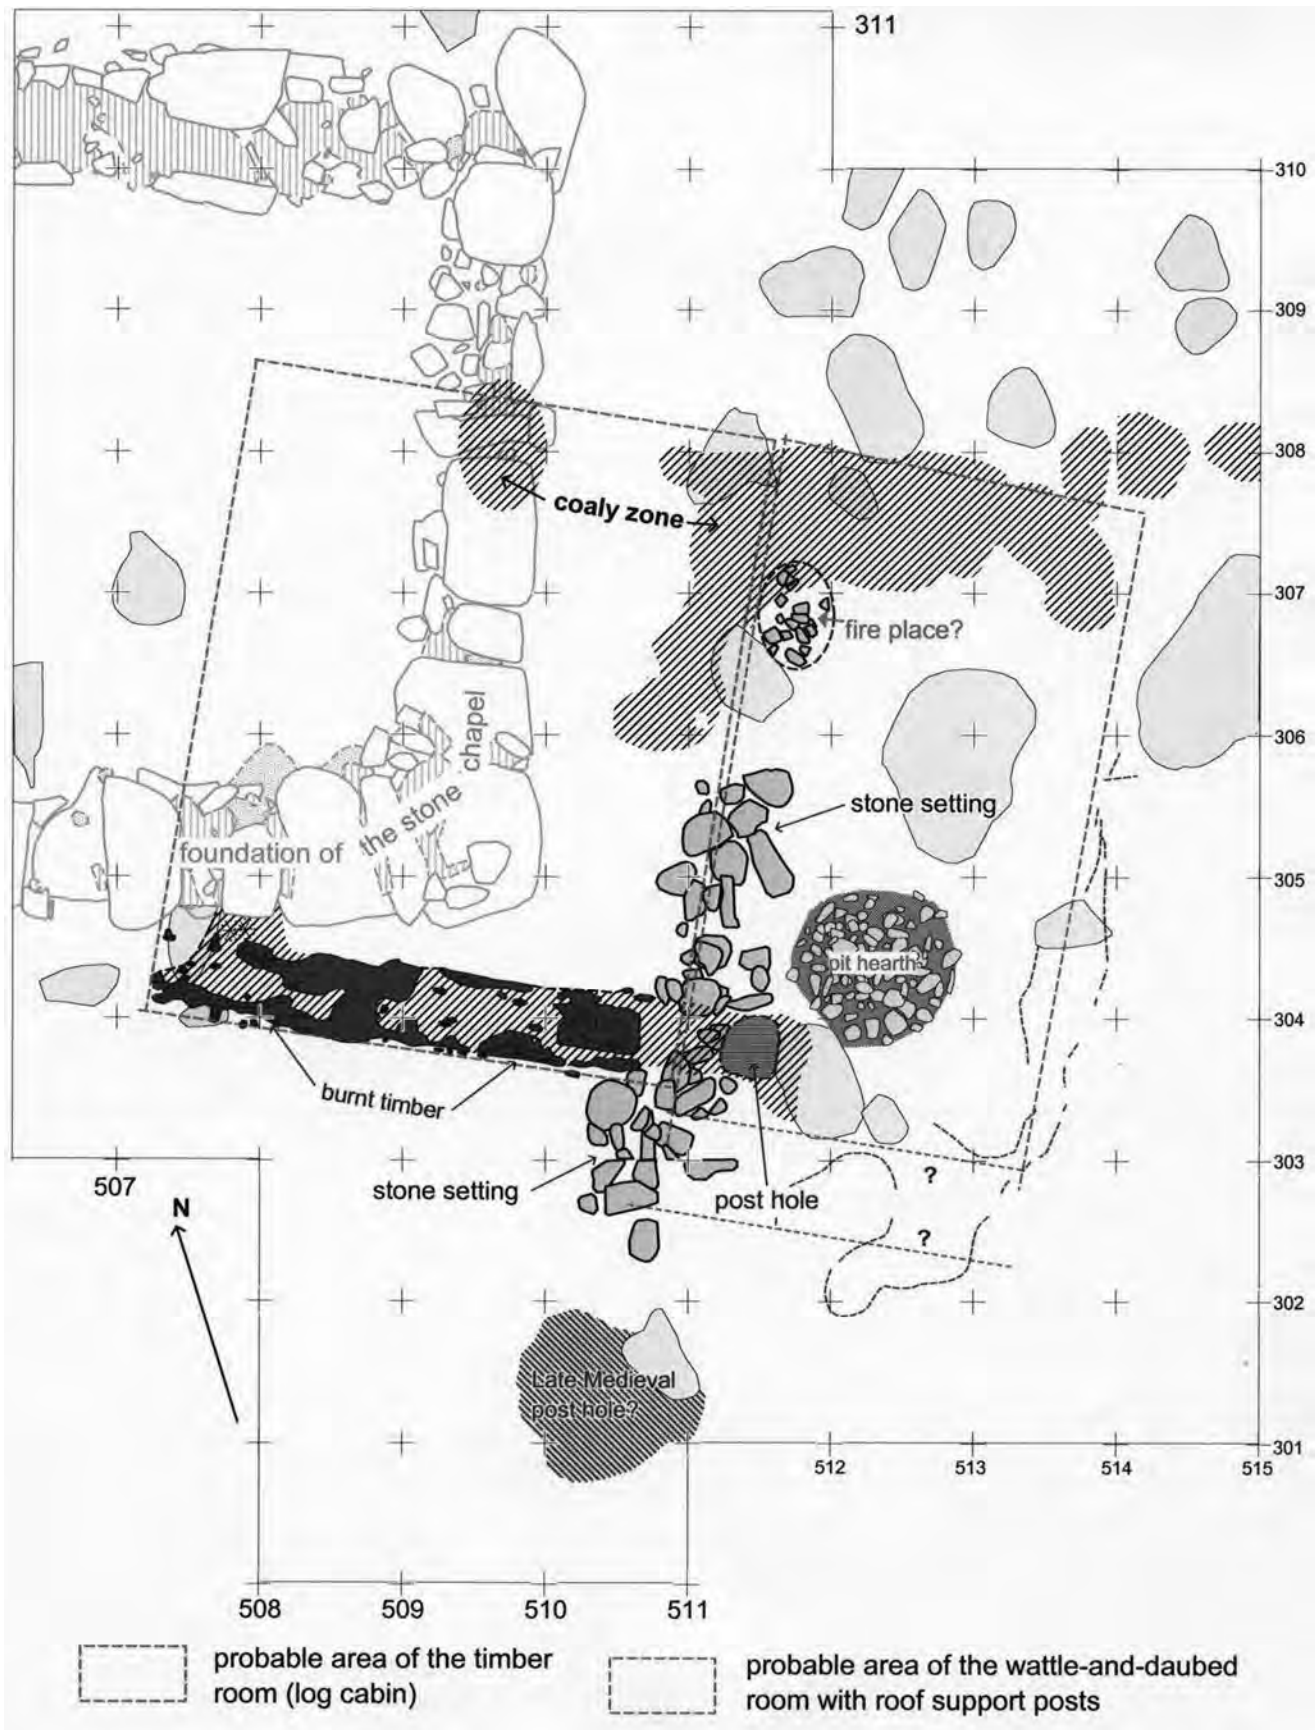 311
310
309
308
coaly zone
307
fire place?
306
chapel
stone setting
the stone
foundation of
305
pit hearth
304
burnt timber
303
507
stone setting
post hole
?
N
?
302
Late Medieval
post hole?
301
512
513
514
515
508
509
510
511
probable area of the timber
room (log cabin)
probable area of the wattle-and-daubed
room with roof support posts